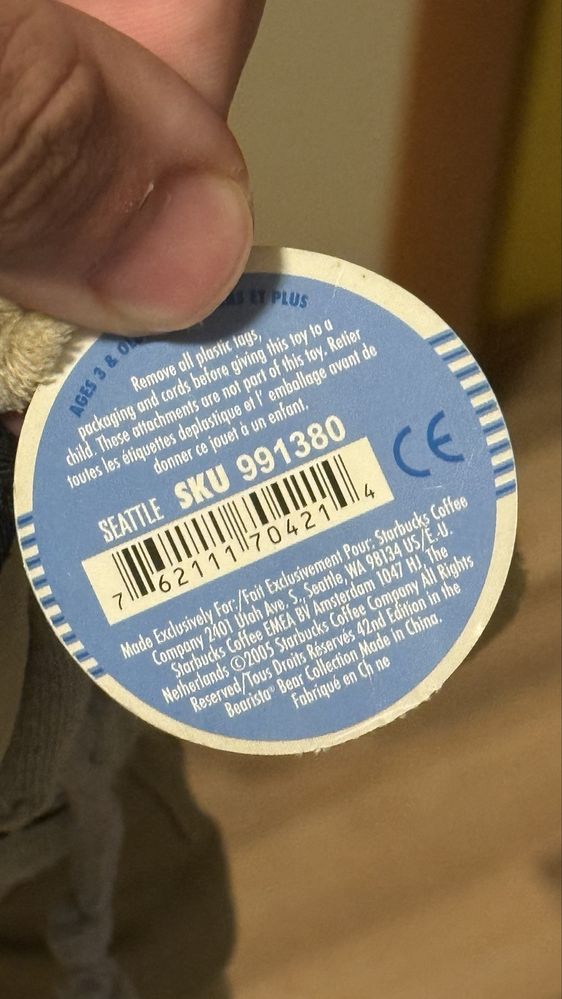 AGES 3 & ET PLUS
Remove all plastic tags,
packaging and cords before giving this toy to a
child. These attachments are not part of this toy. Retier
toutes les étiquettes deplastique et l' emballage avant de
donner ce jouet à un enfant.
CE
SEATTLE SKU 991380
7 62111 70421 4
Made Exclusively For:/Fait Exclusivement Pour: Starbucks Coffee
Company 2401 Utah Ave. S. Seattle, WA 98134 US/E.-U.
Starbucks Coffee EMEA BV Amsterdam 1047 HJ, The
Netherlands ©2005 Starbucks Coffee Company All Rights
Reserved/Tous Droits Réservés 42nd Edition in the
Bearista® Bear Collection Made in China.
Fabriqué en Ch ne